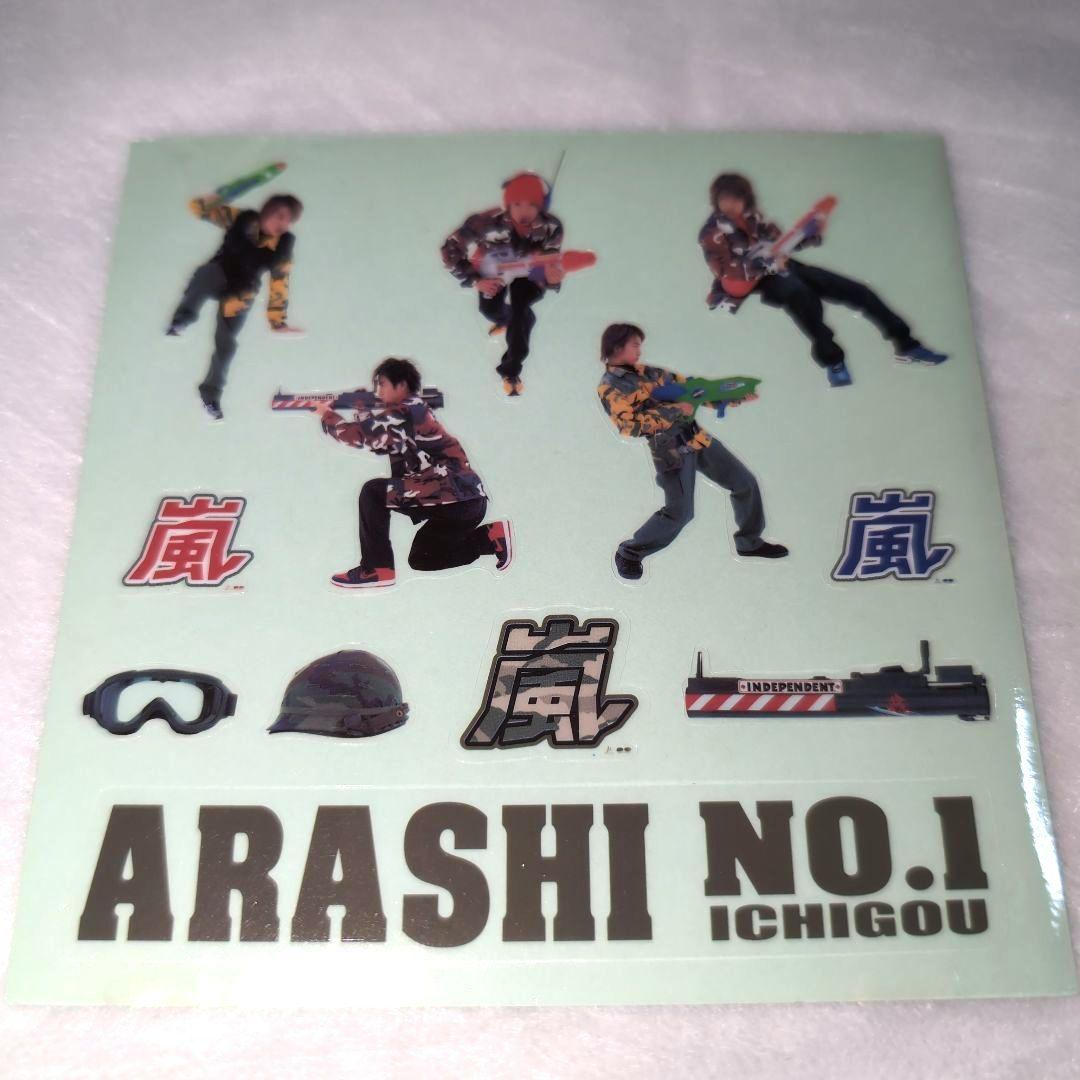 INDEPENDENT
嵐
嵐
嵐
INDEPENDENT
ARASHI NO.1
ICHIGOU